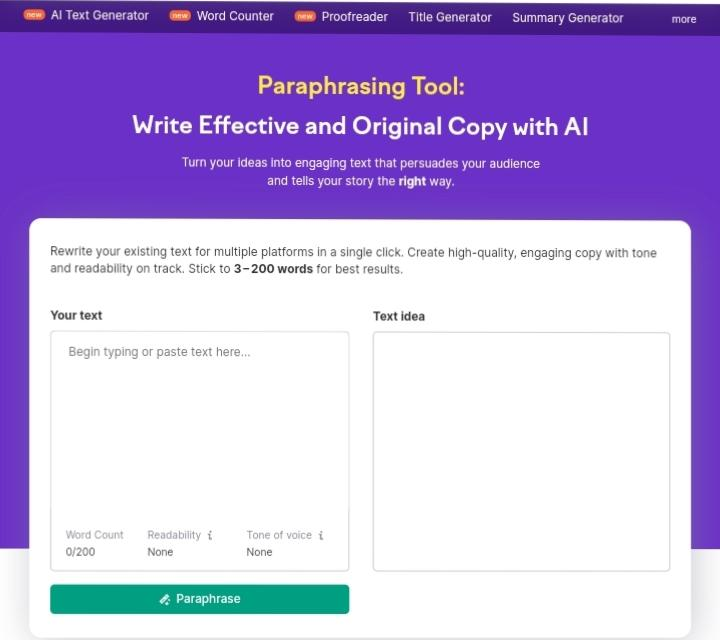 new AI Text Generator new Word Counter new Proofreader Title Generator Summary Generator more
Paraphrasing Tool:
Write Effective and Original Copy with AI
Turn your ideas into engaging text that persuades your audience
and tells your story the right way.
Rewrite your existing text for multiple platforms in a single click. Create high-quality, engaging copy with tone
and readability on track. Stick to 3–200 words for best results.
Your text
Text idea
Begin typing or paste text here...
Word Count Readability i Tone of voice i
0/200 None None
Paraphrase